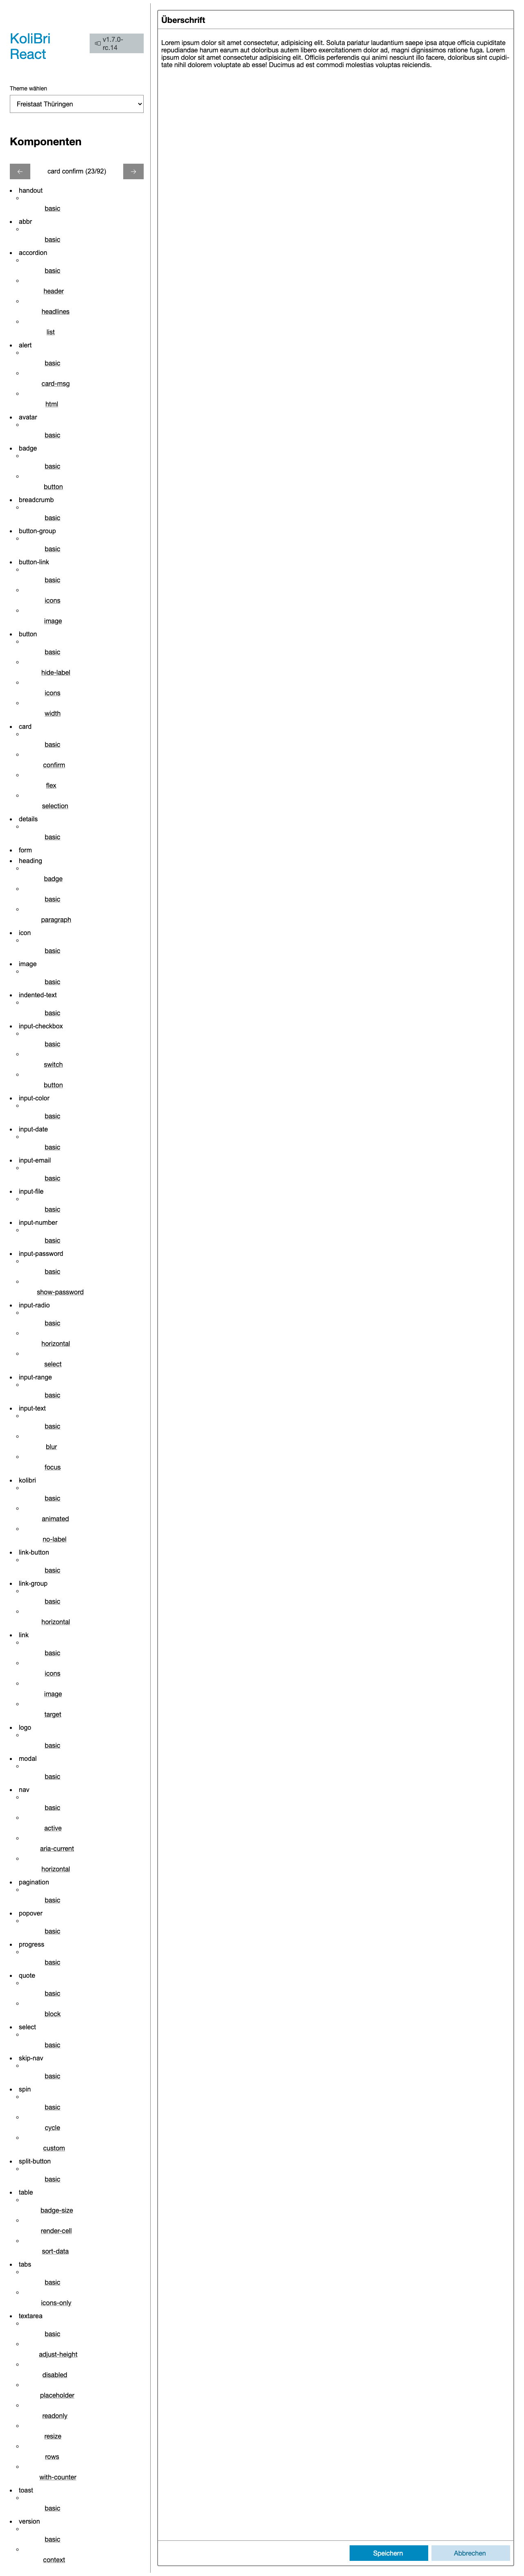 KoliBri
React
v1.7.0-
rc.14
Theme wählen
Freistaat Thüringen
Komponenten
card confirm (23/92)
handout
basic
abbr
basic
accordion
basic
header
headlines
list
alert
basic
card-msg
html
avatar
basic
badge
basic
button
breadcrumb
basic
button-group
basic
button-link
basic
icons
image
button
basic
hide-label
icons
width
card
basic
confirm
flex
selection
details
basic
form
heading
badge
basic
paragraph
icon
basic
image
basic
indented-text
basic
input-checkbox
basic
switch
button
input-color
basic
input-date
basic
input-email
basic
input-file
basic
input-number
basic
input-password
basic
show-password
input-radio
basic
horizontal
select
input-range
basic
input-text
basic
blur
focus
kolibri
basic
animated
no-label
link-button
basic
link-group
basic
horizontal
link
basic
icons
image
target
logo
basic
modal
basic
nav
basic
active
aria-current
horizontal
pagination
basic
popover
basic
progress
basic
quote
basic
block
select
basic
skip-nav
basic
spin
basic
cycle
custom
split-button
basic
table
badge-size
render-cell
sort-data
tabs
basic
icons-only
textarea
basic
adjust-height
disabled
placeholder
readonly
resize
rows
with-counter
toast
basic
version
basic
context
Überschrift
Lorem ipsum dolor sit amet consectetur, adipisicing elit. Soluta pariatur laudantium saepe ipsa atque officia cupiditate
repudiandae harum earum aut doloribus autem libero exercitationem dolor ad, magni dignissimos ratione fuga. Lorem
ipsum dolor sit amet consectetur adipisicing elit. Officiis perferendis qui animi nesciunt illo facere, doloribus sint cupidi-
tate nihil dolorem voluptate ab esse! Ducimus ad est commodi molestias voluptas reiciendis.
Speichern
Abbrechen